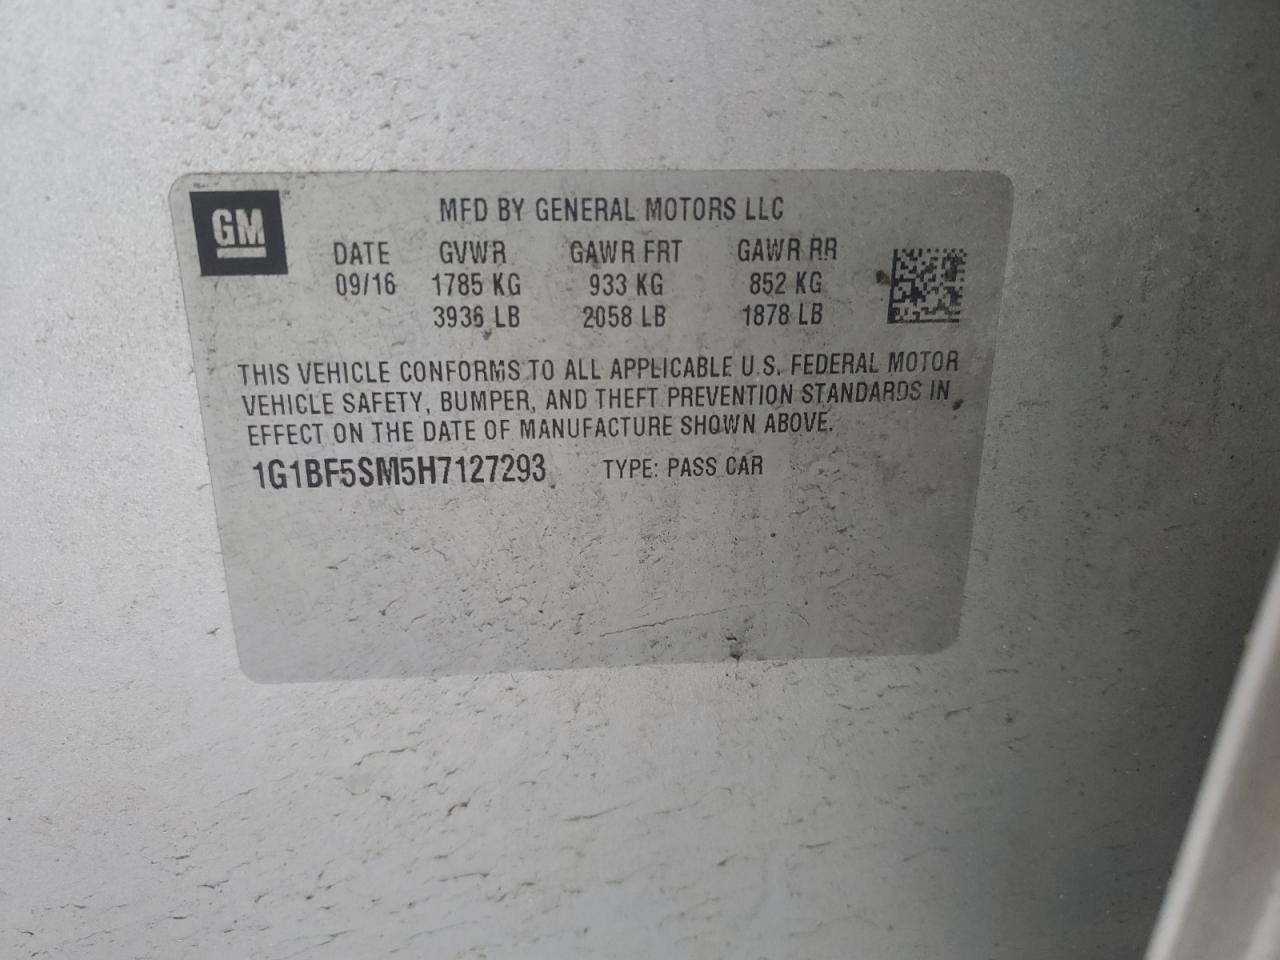 GM
MFD BY GENERAL MOTORS LLC
DATE GVWR GAWR FRT GAWR RR
09/16 1785 KG 933 KG 852 KG
3936 LB 2058 LB 1878 LB
THIS VEHICLE CONFORMS TO ALL APPLICABLE U.S. FEDERAL MOTOR
VEHICLE SAFETY, BUMPER, AND THEFT PREVENTION STANDARDS IN
EFFECT ON THE DATE OF MANUFACTURE SHOWN ABOVE.
1G1BF5SM5H7127293 TYPE: PASS CAR